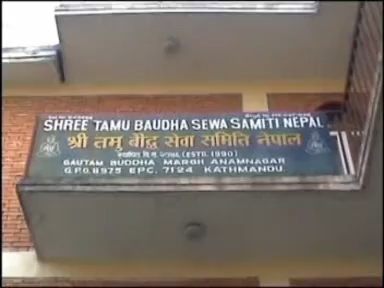 SHREE TAMU BAUDHA SEWA SAMITI NEPAL
श्री तमु बौद्ध सेवा समिति नेपाल
(ESTD. 1990)
GAUTAM BUDDHA MARGH ANAMNAGAR
G.P.O. 8975 EPC. 7124 KATHMANDU